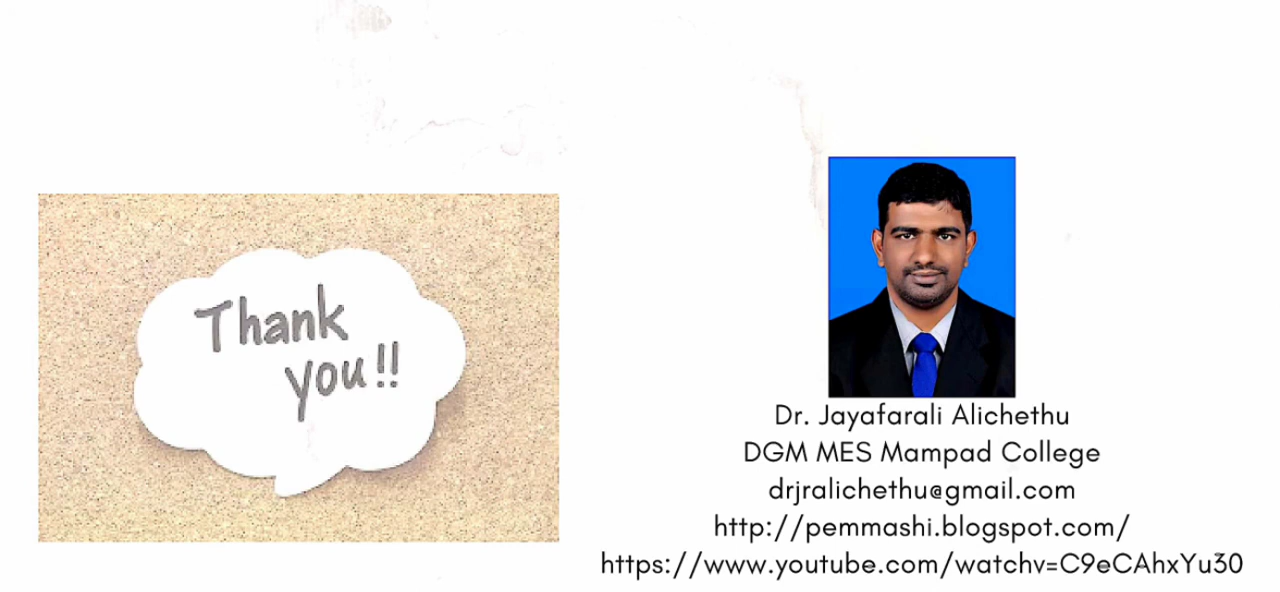 Thank
you!!
Dr. Jayafarali Alichethu
DGM MES Mampad College
drjralichethu@gmail.com
http://pemmashi.blogspot.com/
https://www.youtube.com/watchv=C9eCAhxYu30